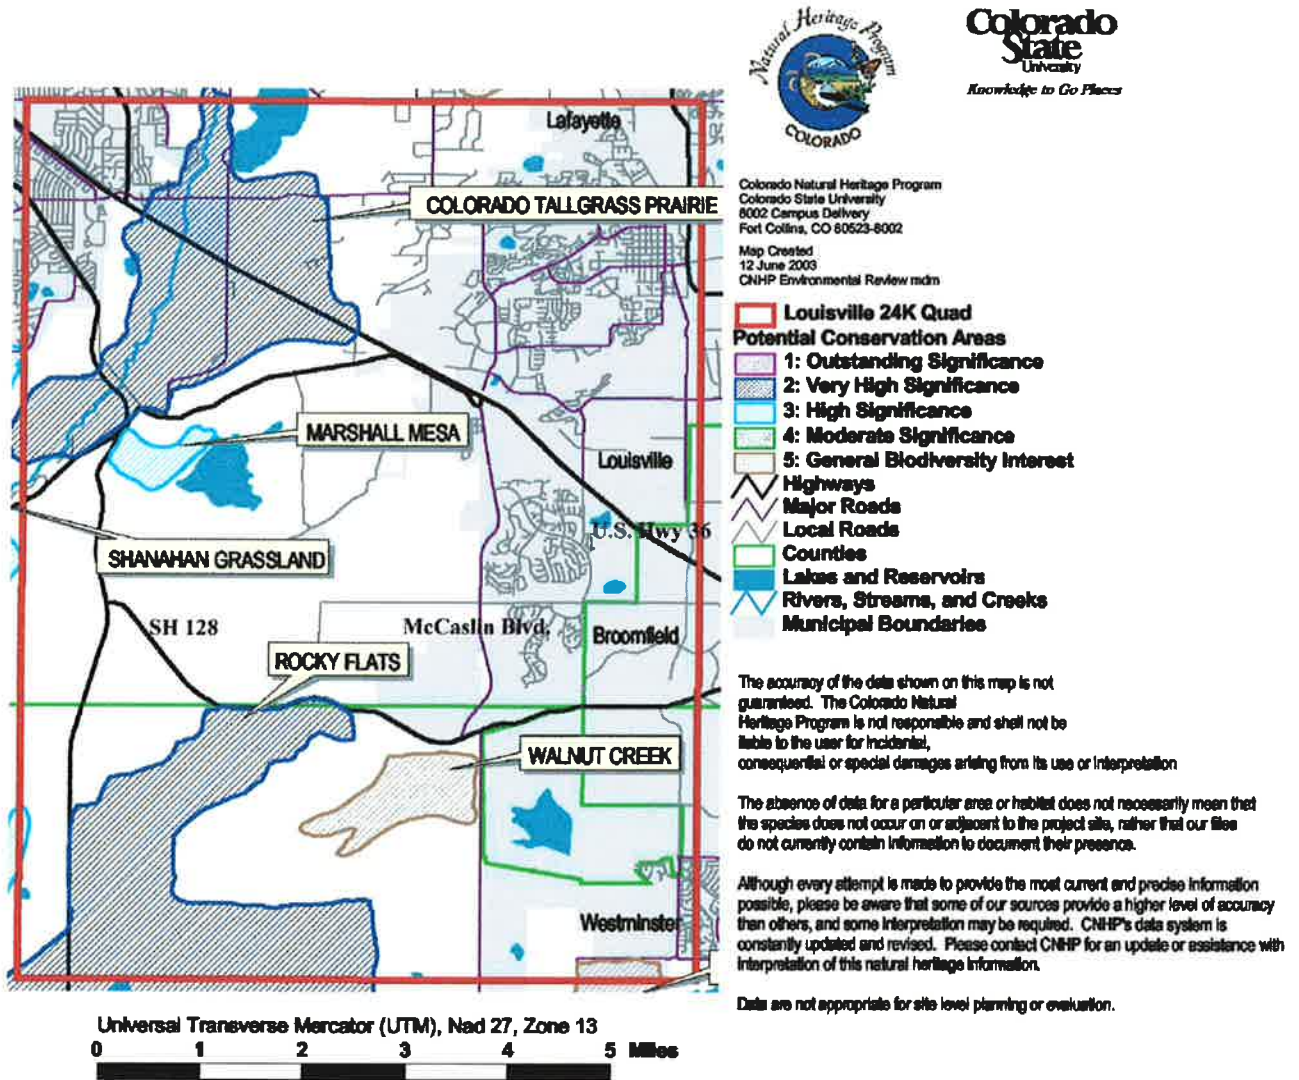 Natural Heritage Program
COLORADO
Colorado
State
University
Knowledge to Go Places
Colorado Natural Heritage Program
Colorado State University
8002 Campus Delivery
Fort Collins, CO 80523-8002
Map Created
12 June 2003
CNHP Environmental Review mdm
Louisville 24K Quad
Potential Conservation Areas
1: Outstanding Significance
2: Very High Significance
3: High Significance
4: Moderate Significance
5: General Biodiversity Interest
Highways
Major Roads
Local Roads
Counties
Lakes and Reservoirs
Rivers, Streams, and Creeks
Municipal Boundaries
Lafayette
COLORADO TALLGRASS PRAIRIE
MARSHALL MESA
Louisville
U.S. Hwy 36
SHANAHAN GRASSLAND
SH 128
McCaslin Blvd.
Broomfield
ROCKY FLATS
WALNUT CREEK
Westminster
The accuracy of the data shown on this map is not
guaranteed. The Colorado Natural
Heritage Program is not responsible and shall not be
liable to the user for incidental,
consequential or special damages arising from its use or interpretation
The absence of data for a particular area or habitat does not necessarily mean that
the species does not occur on or adjacent to the project site, rather that our files
do not currently contain information to document their presence.
Although every attempt is made to provide the most current and precise information
possible, please be aware that some of our sources provide a higher level of accuracy
than others, and some interpretation may be required. CNHP's data system is
constantly updated and revised. Please contact CNHP for an update or assistance with
interpretation of this natural heritage information.
Data are not appropriate for site level planning or evaluation.
Universal Transverse Mercator (UTM), Nad 27, Zone 13
0 1 2 3 4 5 Miles